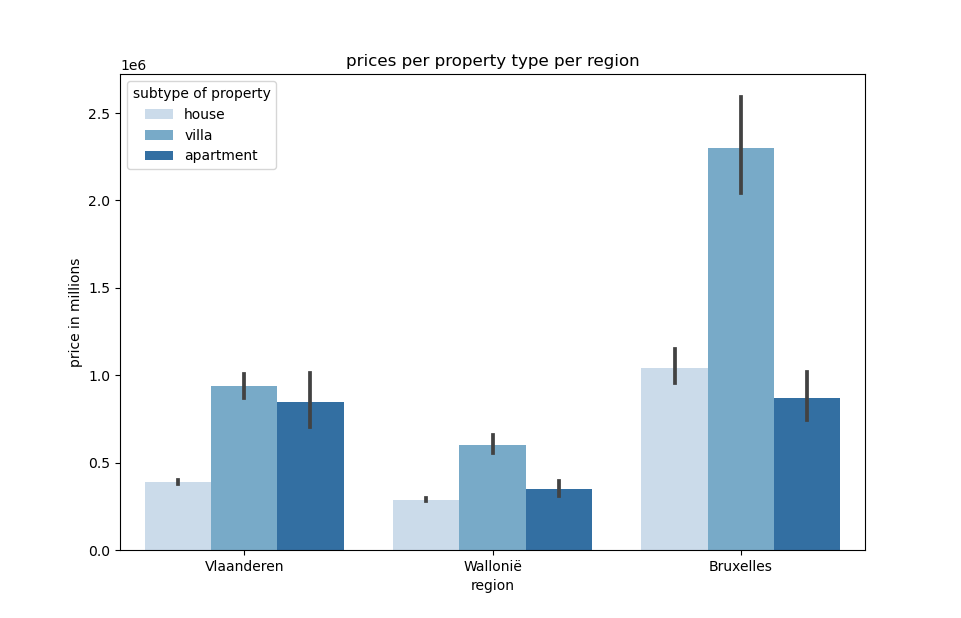 prices per property type per region
1e6
subtype of property
house
villa
apartment
2.5
2.0
1.5
1.0
0.5
0.0
price in millions
Vlaanderen Wallonië Bruxelles
region